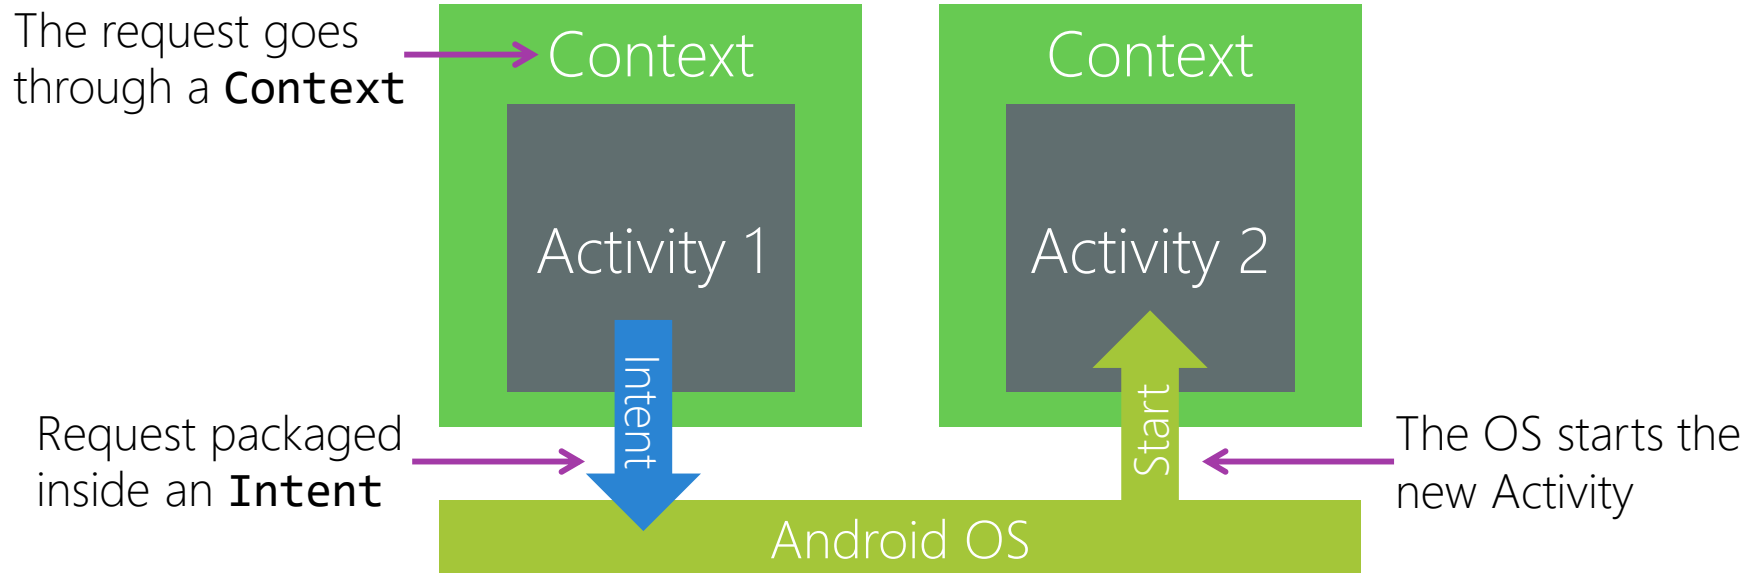 The request goes
through a Context
Context
Context
Activity 1
Activity 2
Intent
Start
Request packaged
inside an Intent
The OS starts the
new Activity
Android OS